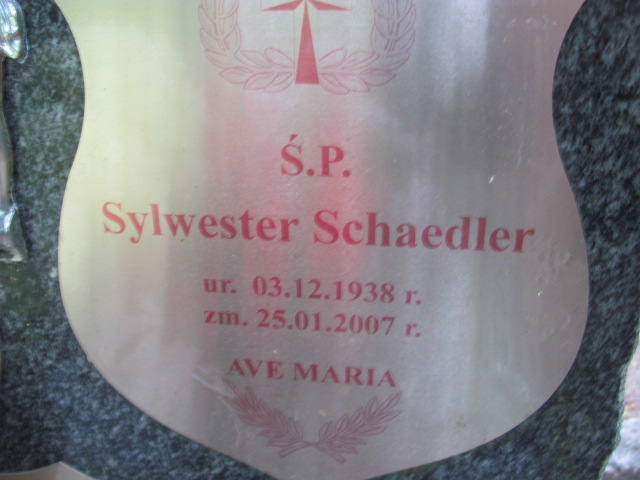 Ś.P.
Sylwester Schaedler
ur. 03.12.1938 r.
zm. 25.01.2007 r.
AVE MARIA